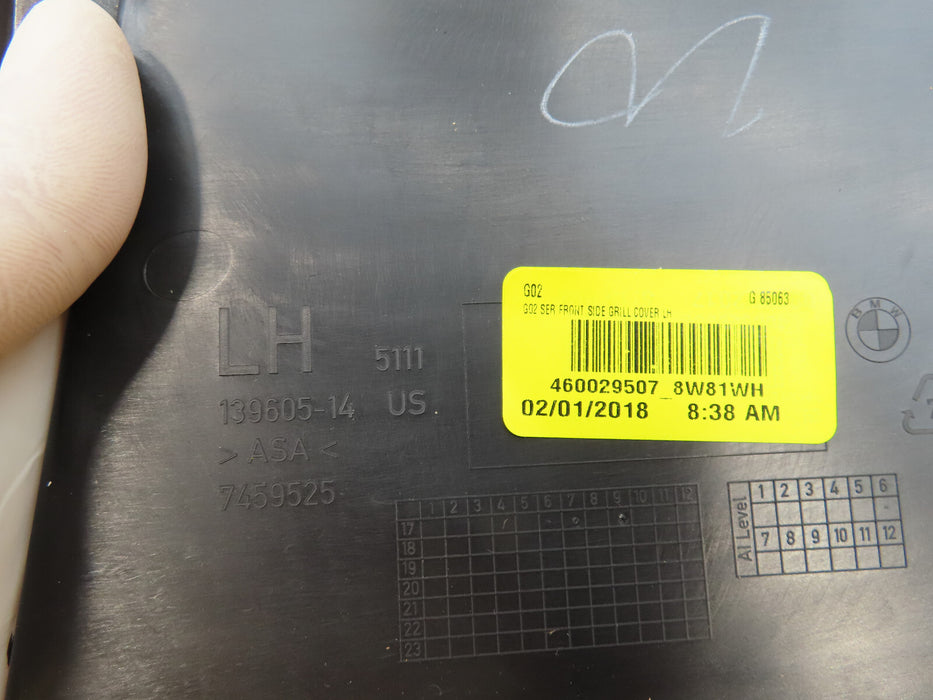 G02 G 85063
G02 SER FRONT SIDE GRILL COVER LH
460029507_8W81WH
02/01/2018 8:38 AM
BMW
LH 5111
139605-14 US
> ASA <
7459525
1 2 3 4 5 6 7 8 9 10 11 12
17
18
19
20
21
22
23
AI Level
1 2 3 4 5 6
7 8 9 10 11 12